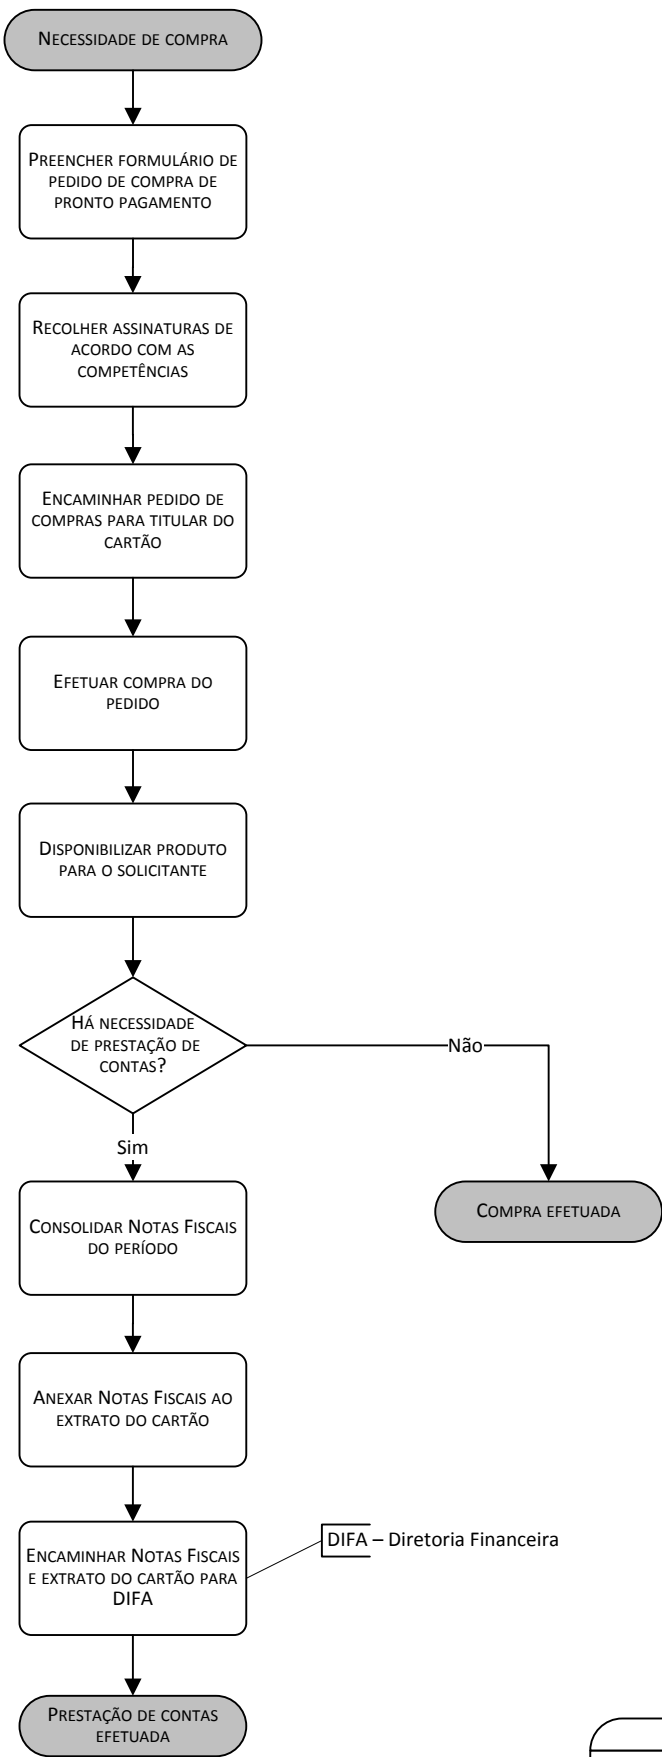 NECESSIDADE DE COMPRA
PREENCHER FORMULÁRIO DE
PEDIDO DE COMPRA DE
PRONTO PAGAMENTO
RECOLHER ASSINATURAS DE
ACORDO COM AS
COMPETÊNCIAS
ENCAMINHAR PEDIDO DE
COMPRAS PARA TITULAR DO
CARTÃO
EFETUAR COMPRA DO
PEDIDO
DISPONIBILIZAR PRODUTO
PARA O SOLICITANTE
HÁ NECESSIDADE
DE PRESTAÇÃO DE
CONTAS?
Não
Sim
COMPRA EFETUADA
CONSOLIDAR NOTAS FISCAIS
DO PERÍODO
ANEXAR NOTAS FISCAIS AO
EXTRATO DO CARTÃO
ENCAMINHAR NOTAS FISCAIS
E EXTRATO DO CARTÃO PARA
DIFA
DIFA – Diretoria Financeira
PRESTAÇÃO DE CONTAS
EFETUADA